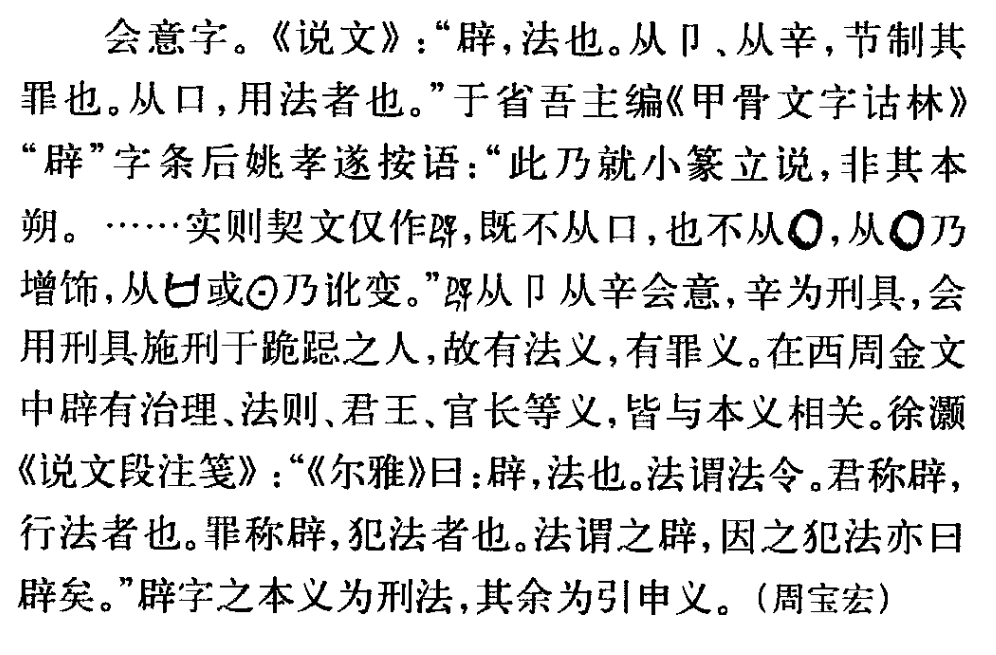 会意字。《说文》：“辟，法也。从卩、从辛，节制其
罪也。从口，用法者也。”于省吾主编《甲骨文字诂林》
“辟”字条后姚孝遂按语：“此乃就小篆立说，非其本
朔。……实则契文仅作，既不从口，也不从〇，从〇乃
增饰，从ㅂ或⊙乃讹变。”从卩从辛会意，辛为刑具，会
用刑具施刑于跪跽之人，故有法义，有罪义。在西周金文
中辟有治理、法则、君王、官长等义，皆与本义相关。徐灏
《说文段注笺》：“《尔雅》曰：辟，法也。法谓法令。君称辟，
行法者也。罪称辟，犯法者也。法谓之辟，因之犯法亦曰
辟矣。”辟字之本义为刑法，其余为引申义。（周宝宏）